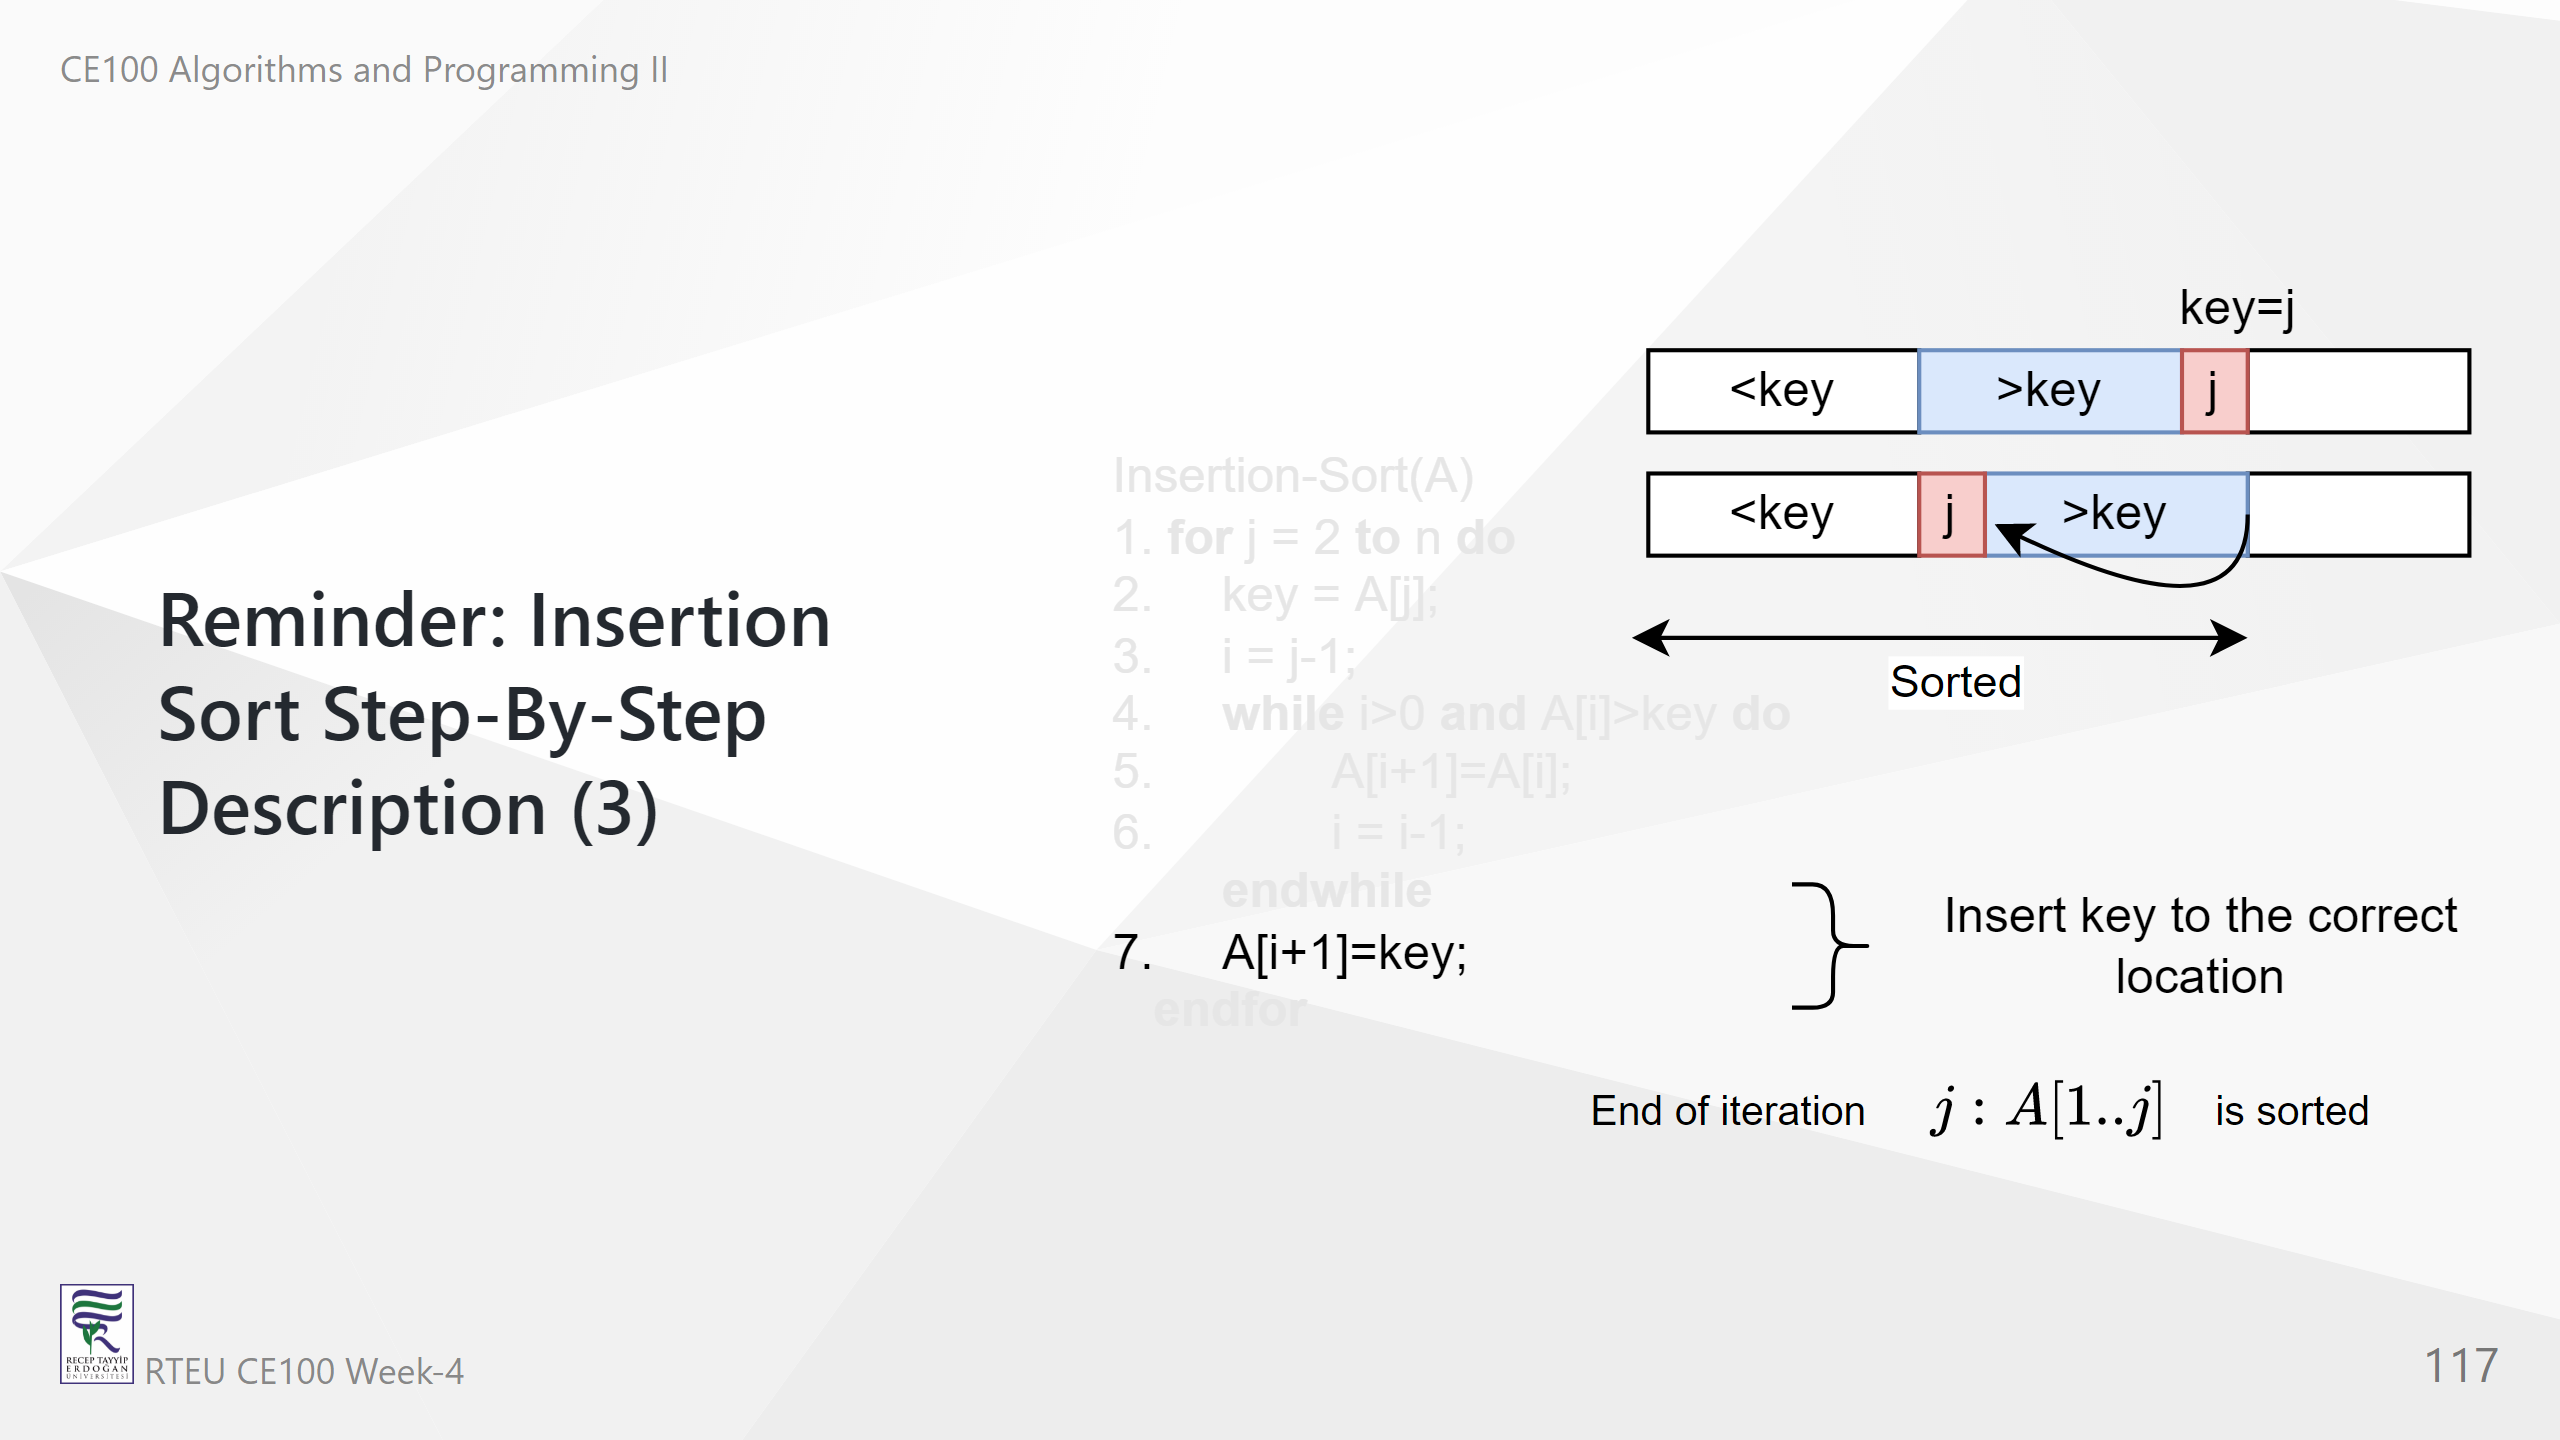 CE100 Algorithms and Programming II
Reminder: Insertion
Sort Step-By-Step
Description (3)
Insertion-Sort(A)
1. for j = 2 to n do
2. key = A[j];
3. i = j-1;
4. while i>0 and A[i]>key do
5. A[i+1]=A[i];
6. i = i-1;
endwhile
7. A[i+1]=key;
endfor
key=j
<key >key j
<key j >key
Sorted
Insert key to the correct
location
End of iteration j : A[1..j] is sorted
RECEP TAYYİP
ERDOĞAN
ÜNİVERSİTESİ
RTEU CE100 Week-4
117